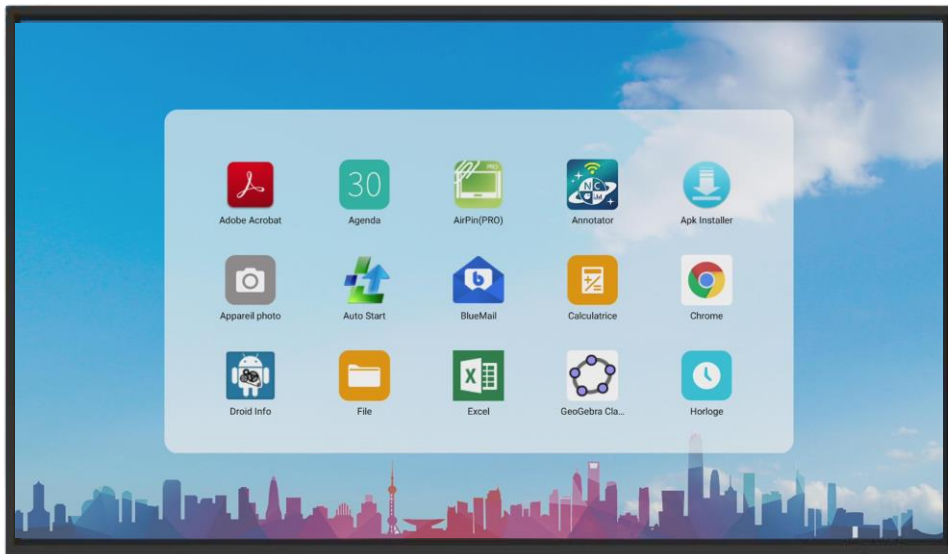 30
PRO
NC
Adobe Acrobat
Agenda
AirPin(PRO)
Annotator
Apk Installer
b
Appareil photo
Auto Start
BlueMail
Calculatrice
Chrome
X
Droid Info
File
Excel
GeoGebra Cla...
Horloge